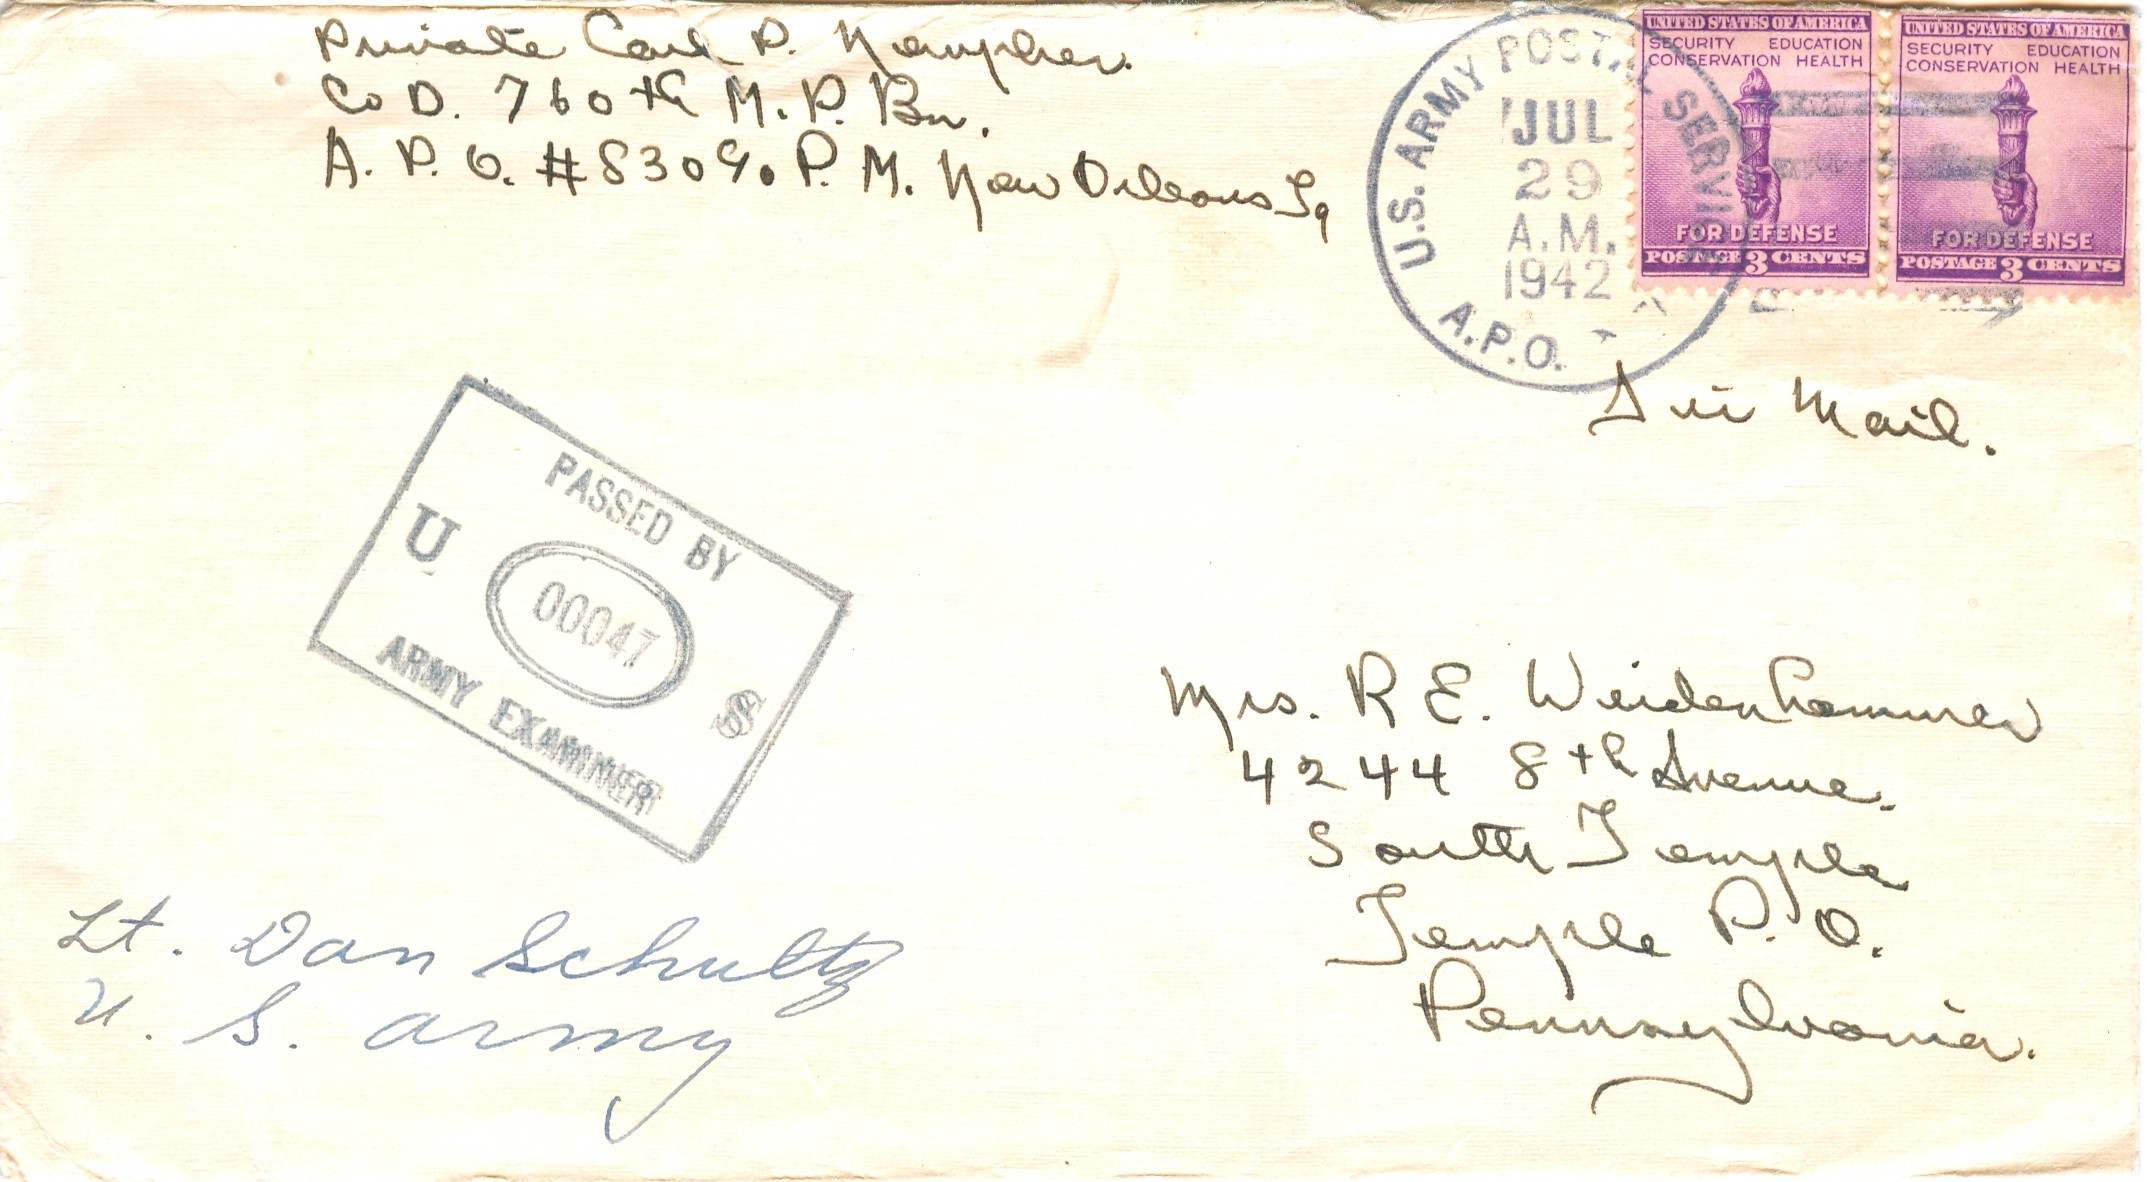 Private Carl D.
Co D. 760th M.P. Bn.
A.P.O. #8309. P.M. New Orleans La
U.S. ARMY POSTAL SERVICE
JUL
29
A.M.
1942
A.P.O.
UNITED STATES OF AMERICA
SECURITY EDUCATION
CONSERVATION HEALTH
FOR DEFENSE
POSTAGE 3 CENTS
UNITED STATES OF AMERICA
SECURITY EDUCATION
CONSERVATION HEALTH
FOR DEFENSE
POSTAGE 3 CENTS
Air Mail.
PASSED BY
U 00047 S
ARMY EXAMINER
Mrs. R E. Weidenhammer
4244 8th Avenue.
South Temple
Temple P.O.
Pennsylvania.
Lt. Dan Schultz
U. S. Army